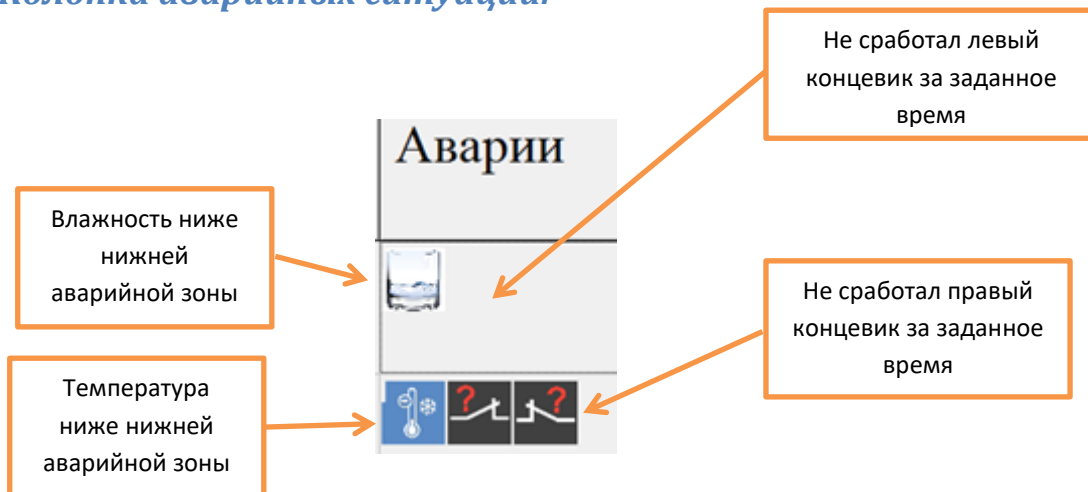 Колонка аварийных ситуаций.
Не сработал левый
концевик за заданное
время
Аварии
Влажность ниже
нижней
аварийной зоны
Не сработал правый
концевик за заданное
время
Температура
ниже нижней
аварийной зоны
? ?